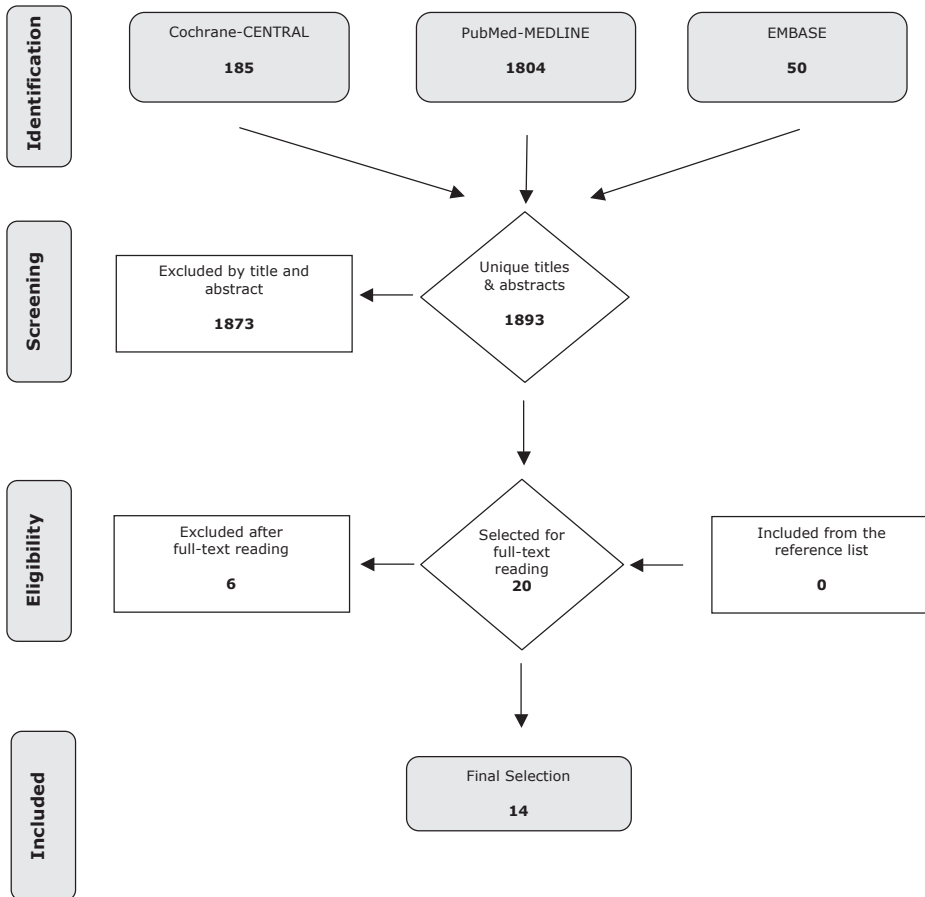 Identification
Cochrane-CENTRAL
185
PubMed-MEDLINE
1804
EMBASE
50
Screening
Excluded by title and
abstract
1873
Unique titles
& abstracts
1893
Eligibility
Excluded after
full-text reading
6
Selected for
full-text
reading
20
Included from the
reference list
0
Included
Final Selection
14